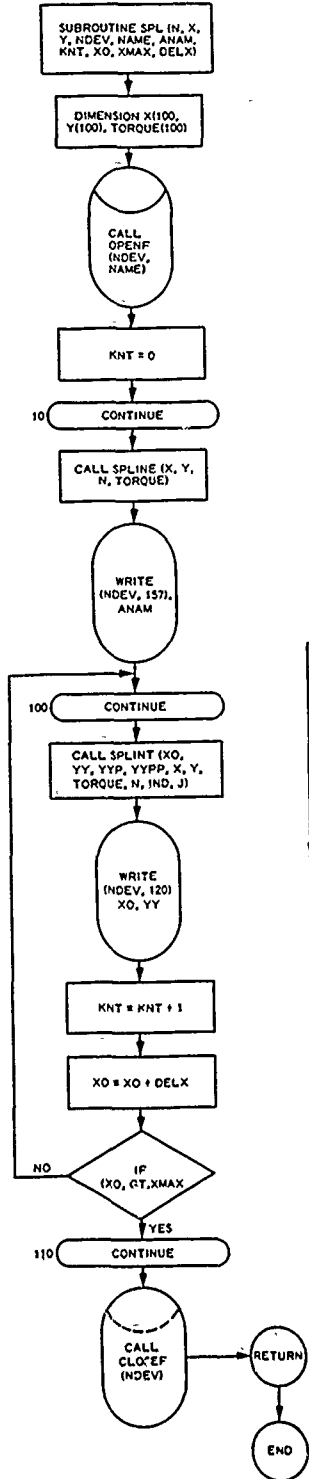 SUBROUTINE SPL (N, X,
Y, NDEV, NAME, ANAM,
KNT, XO, XMAX, DELX)
DIMENSION X(100,
Y(100), TORQUE(100)
CALL
OPENF
(NDEV,
NAME)
KNT = 0
10 CONTINUE
CALL SPLINE (X, Y,
N, TORQUE)
WRITE
(NDEV, 157),
ANAM
100 CONTINUE
CALL SPLINT (XO,
YY, YYP, YYPP, X, Y,
TORQUE, N, IND, J)
WRITE
(NDEV, 120)
XO, YY
KNT = KNT + 1
XO = XO + DELX
NO
IF
(XO, GT,XMAX
YES
110 CONTINUE
CALL
CLOSEF
(NDEV)
RETURN
END